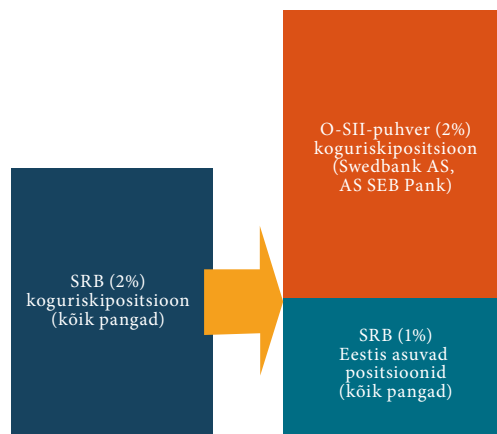 O-SII-puhver (2%)
koguriskipositsioon
(Swedbank AS,
AS SEB Pank)
SRB (2%)
koguriskipositsioon
(kõik pangad)
SRB (1%)
Eestis asuvad
positsioonid
(kõik pangad)